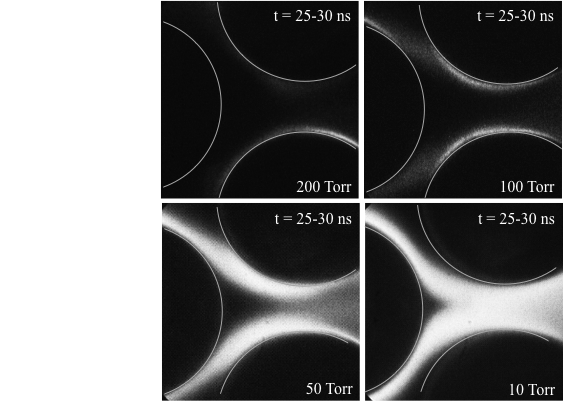 t = 25-30 ns
t = 25-30 ns
200 Torr
100 Torr
t = 25-30 ns
t = 25-30 ns
50 Torr
10 Torr